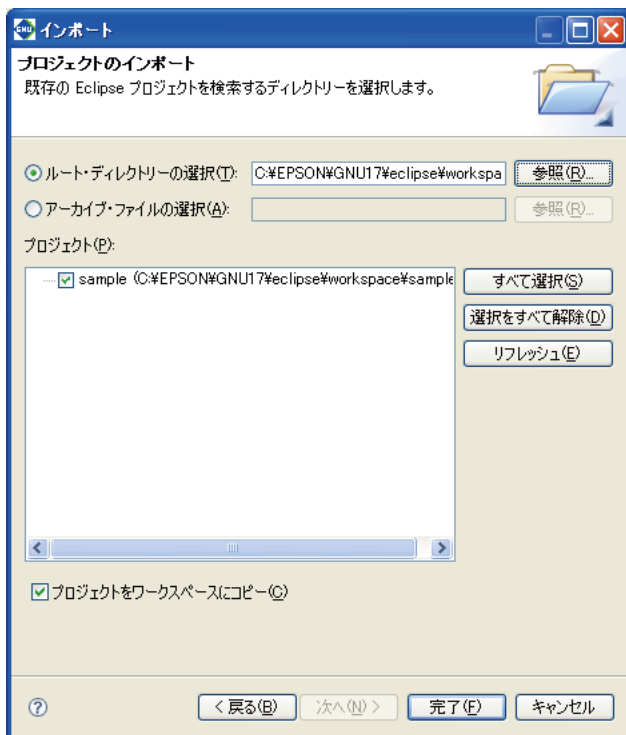 GNU インポート
プロジェクトのインポート
既存の Eclipse プロジェクトを検索するディレクトリーを選択します。
ルート・ディレクトリーの選択(T): C:¥EPSON¥GNU17¥eclipse¥workspa 参照(R)...
アーカイブ・ファイルの選択(A): 参照(R)...
プロジェクト(P):
sample (C:¥EPSON¥GNU17¥eclipse¥workspace¥sample すべて選択(S)
選択をすべて解除(D)
リフレッシュ(E)
プロジェクトをワークスペースにコピー(C)
? < 戻る(B) 次へ(N) > 完了(F) キャンセル